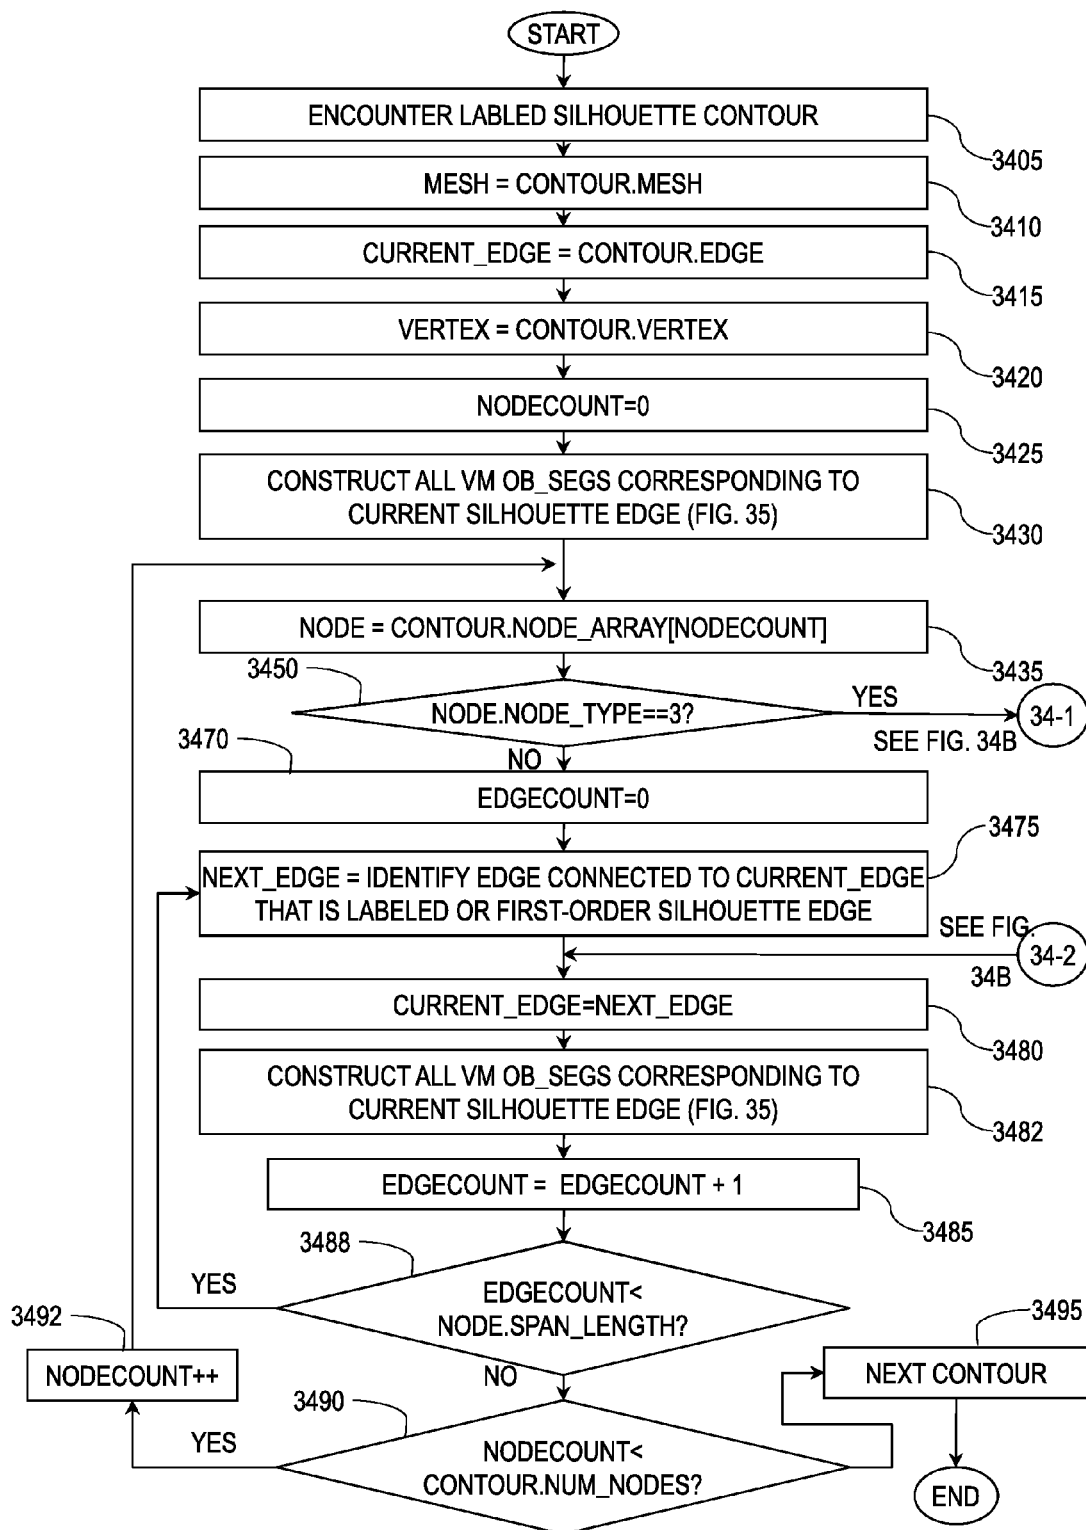 START
ENCOUNTER LABLED SILHOUETTE CONTOUR
3405
MESH = CONTOUR.MESH
3410
CURRENT_EDGE = CONTOUR.EDGE
3415
VERTEX = CONTOUR.VERTEX
3420
NODECOUNT=0
3425
CONSTRUCT ALL VM OB_SEGS CORRESPONDING TO
CURRENT SILHOUETTE EDGE (FIG. 35)
3430
NODE = CONTOUR.NODE_ARRAY[NODECOUNT]
3435
3450
NODE.NODE_TYPE==3?
YES
34-1
SEE FIG. 34B
NO
3470
EDGECOUNT=0
3475
NEXT_EDGE = IDENTIFY EDGE CONNECTED TO CURRENT_EDGE
THAT IS LABELED OR FIRST-ORDER SILHOUETTE EDGE
SEE FIG.
34B
34-2
CURRENT_EDGE=NEXT_EDGE
3480
CONSTRUCT ALL VM OB_SEGS CORRESPONDING TO
CURRENT SILHOUETTE EDGE (FIG. 35)
3482
EDGECOUNT = EDGECOUNT + 1
3485
3488
YES
EDGECOUNT<
NODE.SPAN_LENGTH?
NO
3492
NODECOUNT++
3495
NEXT CONTOUR
3490
YES
NODECOUNT<
CONTOUR.NUM_NODES?
END